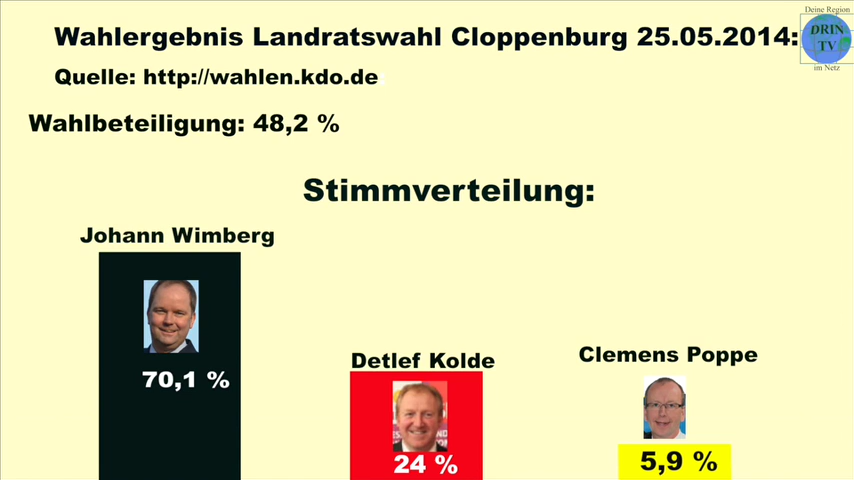 Deine Region
Wahlergebnis Landratswahl Cloppenburg 25.05.2014:
DRIN
TV
im Netz
Quelle: http://wahlen.kdo.de
Wahlbeteiligung: 48,2 %
Stimmverteilung:
Johann Wimberg
70,1 %
Detlef Kolde
24 %
Clemens Poppe
5,9 %